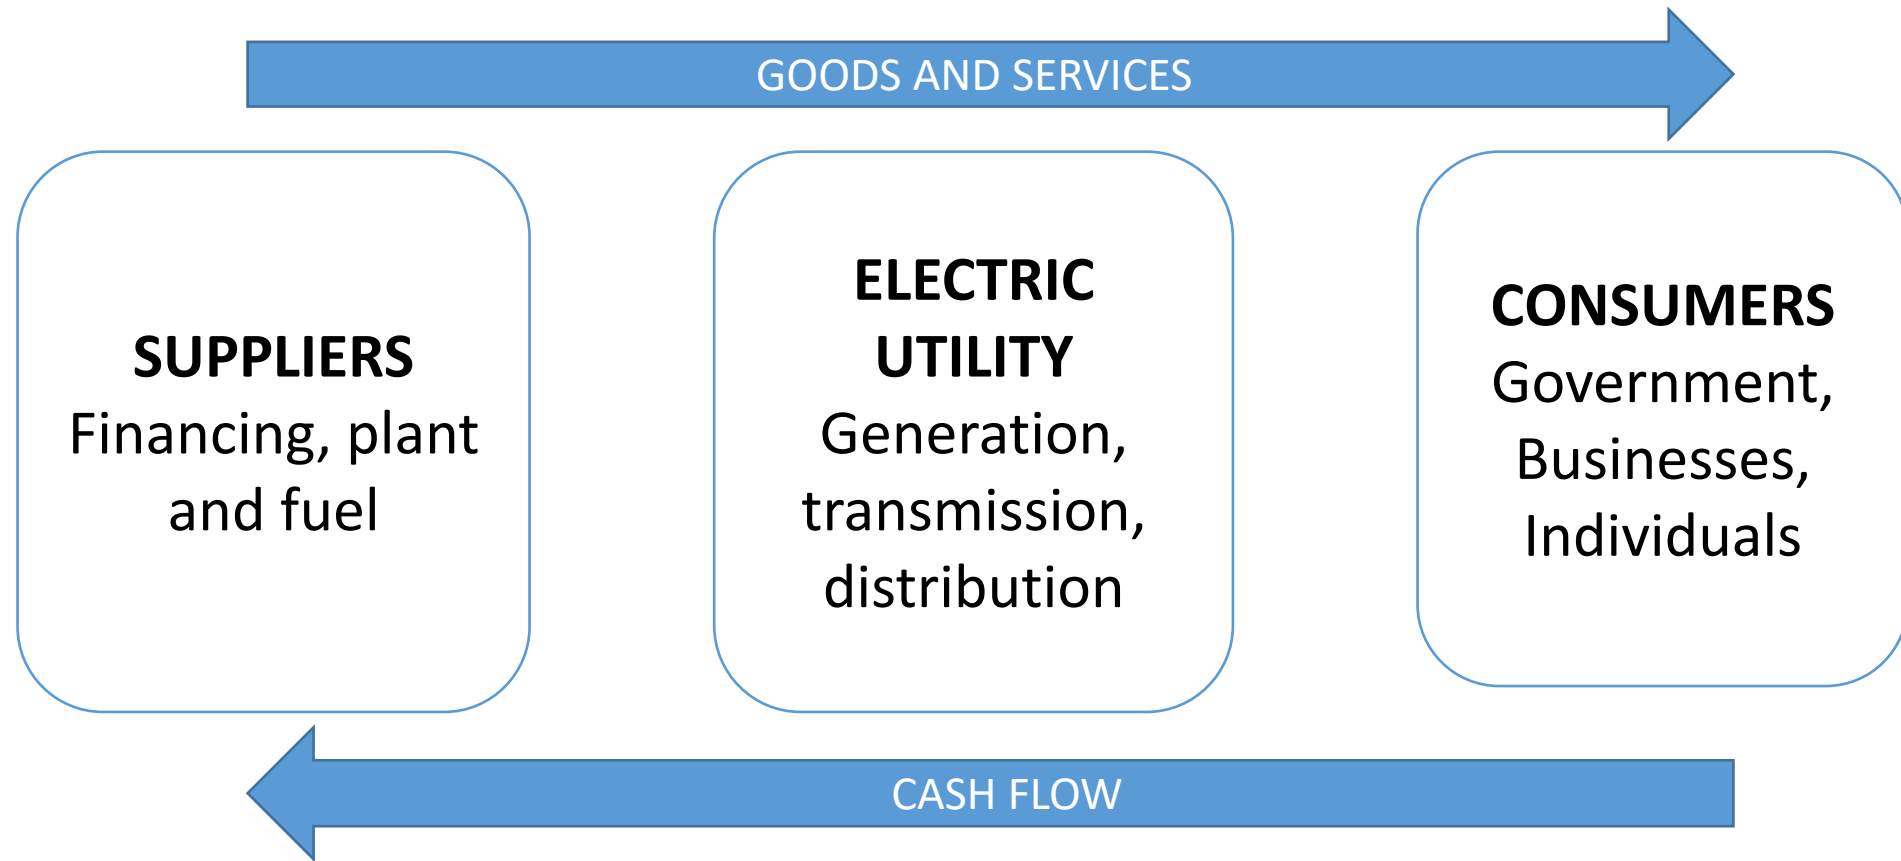 GOODS AND SERVICES
SUPPLIERS
Financing, plant
and fuel
ELECTRIC
UTILITY
Generation,
transmission,
distribution
CONSUMERS
Government,
Businesses,
Individuals
CASH FLOW